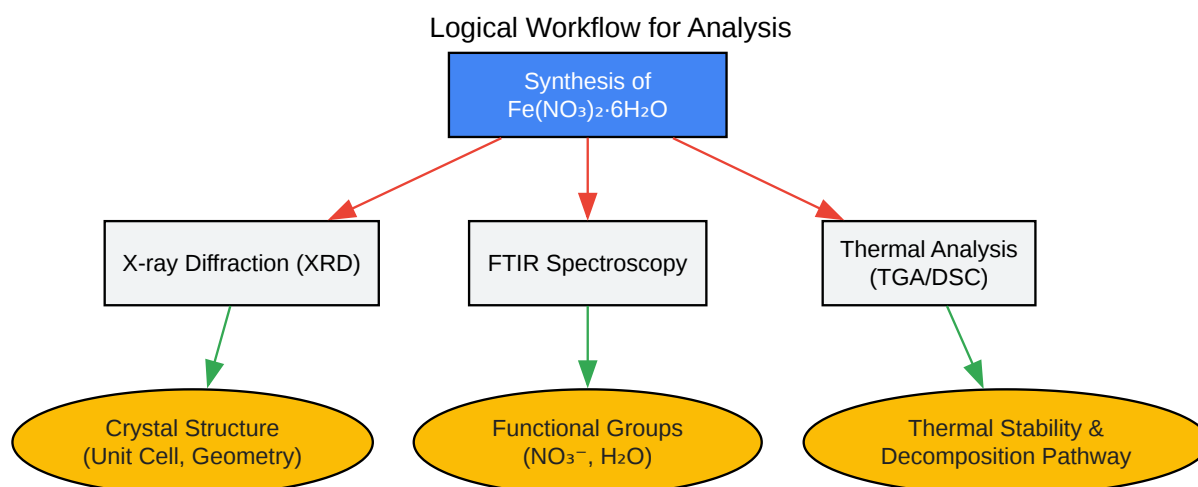 Logical Workflow for Analysis
Synthesis of
Fe(NO₃)₂·6H₂O
X-ray Diffraction (XRD)
FTIR Spectroscopy
Thermal Analysis
(TGA/DSC)
Crystal Structure
(Unit Cell, Geometry)
Functional Groups
(NO₃⁻, H₂O)
Thermal Stability &
Decomposition Pathway